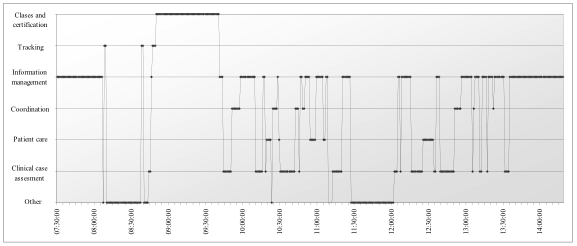 Clases and
certification
Tracking
Information
management
Coordination
Patient care
Clinical case
assesment
Other
07:30:00
08:00:00
08:30:00
09:00:00
09:30:00
10:00:00
10:30:00
11:00:00
11:30:00
12:00:00
12:30:00
13:00:00
13:30:00
14:00:00